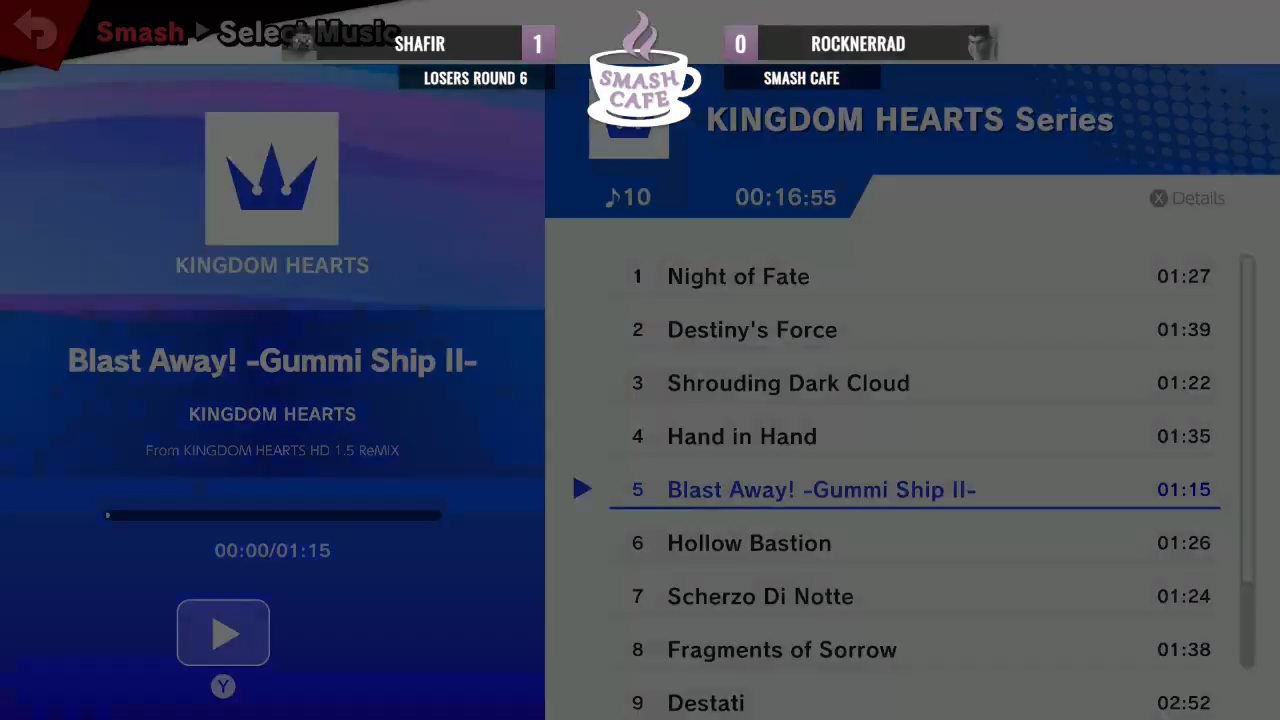 Smash ▶ Select Music
SHAFIR 1
0 ROCKNERRAD
LOSERS ROUND 6
SMASH CAFE
SMASH CAFE
KINGDOM HEARTS Series
♪10 00:16:55
X Details
KINGDOM HEARTS
Blast Away! -Gummi Ship II-
KINGDOM HEARTS
From KINGDOM HEARTS HD 1.5 ReMIX
00:00/01:15
Y
1 Night of Fate 01:27
2 Destiny's Force 01:39
3 Shrouding Dark Cloud 01:22
4 Hand in Hand 01:35
5 Blast Away! -Gummi Ship II- 01:15
6 Hollow Bastion 01:26
7 Scherzo Di Notte 01:24
8 Fragments of Sorrow 01:38
9 Destati 02:52